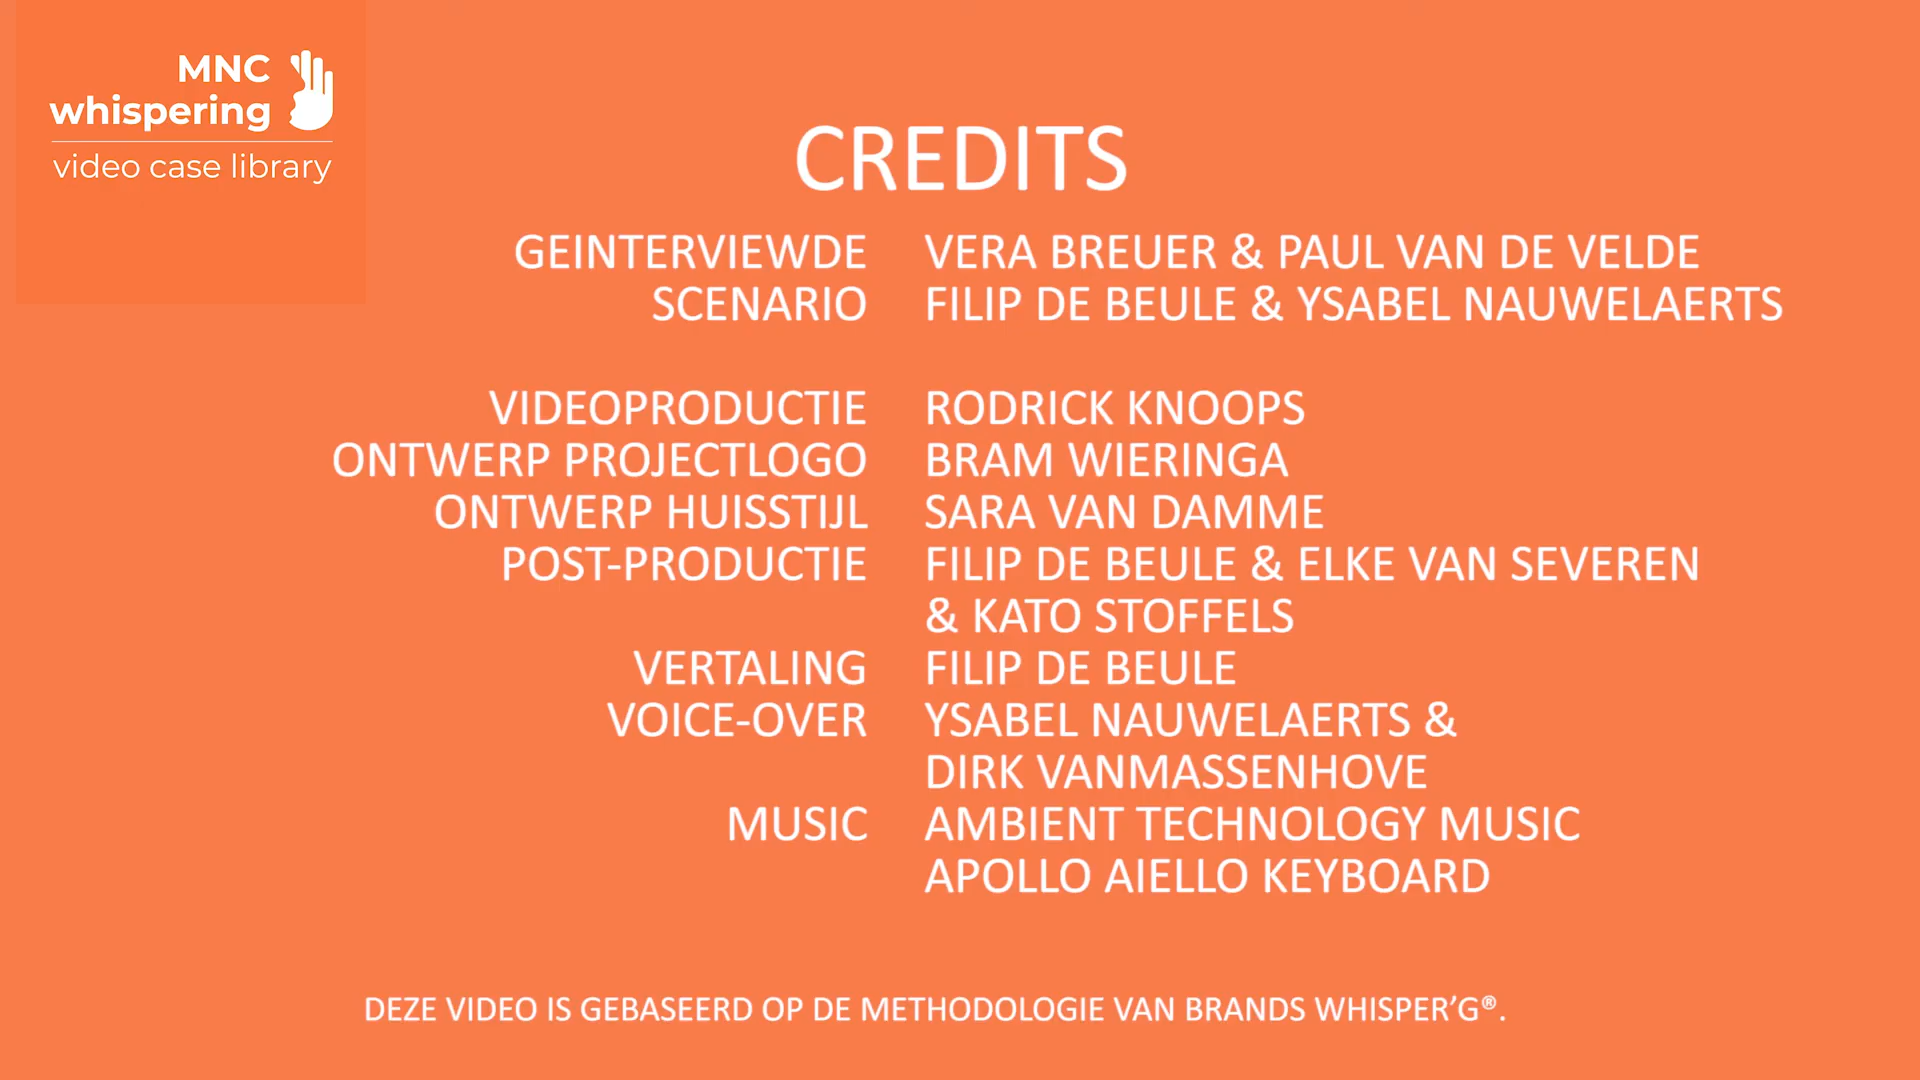 MNC
whispering
video case library
CREDITS
GEINTERVIEWDE VERA BREUER & PAUL VAN DE VELDE
SCENARIO FILIP DE BEULE & YSABEL NAUWELAERTS
VIDEOPRODUCTIE RODRICK KNOOPS
ONTWERP PROJECTLOGO BRAM WIERINGA
ONTWERP HUISSTIJL SARA VAN DAMME
POST-PRODUCTIE FILIP DE BEULE & ELKE VAN SEVEREN
& KATO STOFFELS
VERTALING FILIP DE BEULE
VOICE-OVER YSABEL NAUWELAERTS &
DIRK VANMASSENHOVE
MUSIC AMBIENT TECHNOLOGY MUSIC
APOLLO AIELLO KEYBOARD
DEZE VIDEO IS GEBASEERD OP DE METHODOLOGIE VAN BRANDS WHISPER’G®.